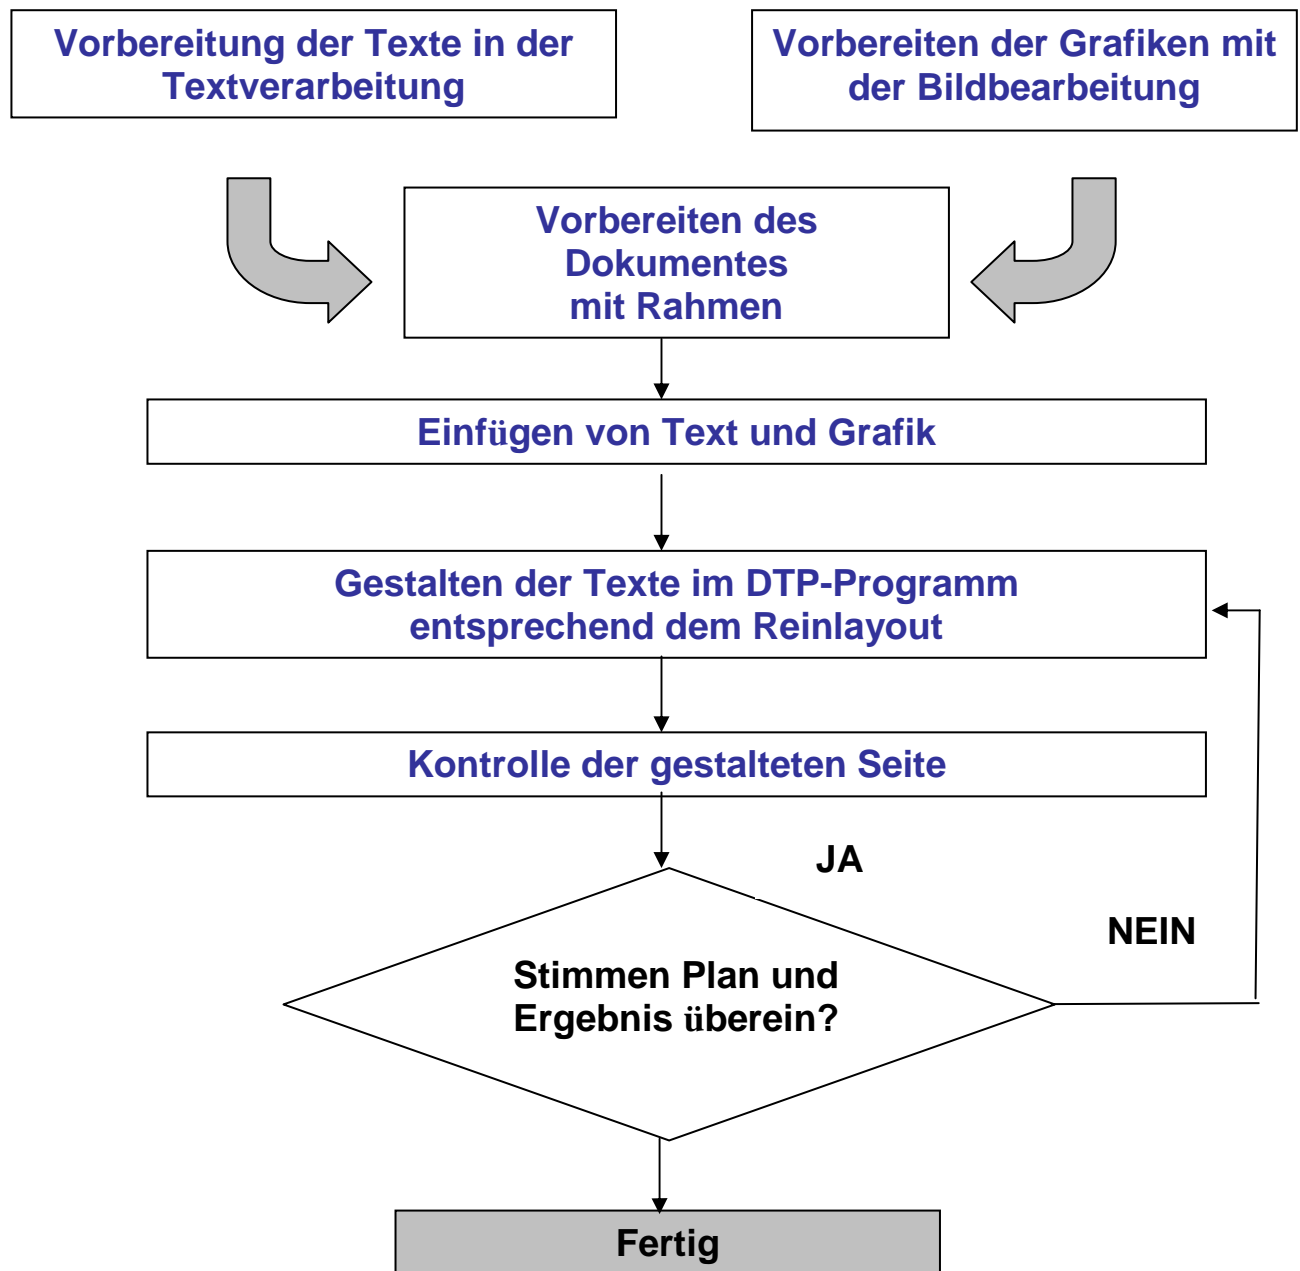 Vorbereitung der Texte in der
Textverarbeitung
Vorbereiten der Grafiken mit
der Bildbearbeitung
Vorbereiten des
Dokumentes
mit Rahmen
Einfügen von Text und Grafik
Gestalten der Texte im DTP-Programm
entsprechend dem Reinlayout
Kontrolle der gestalteten Seite
JA
NEIN
Stimmen Plan und
Ergebnis überein?
Fertig